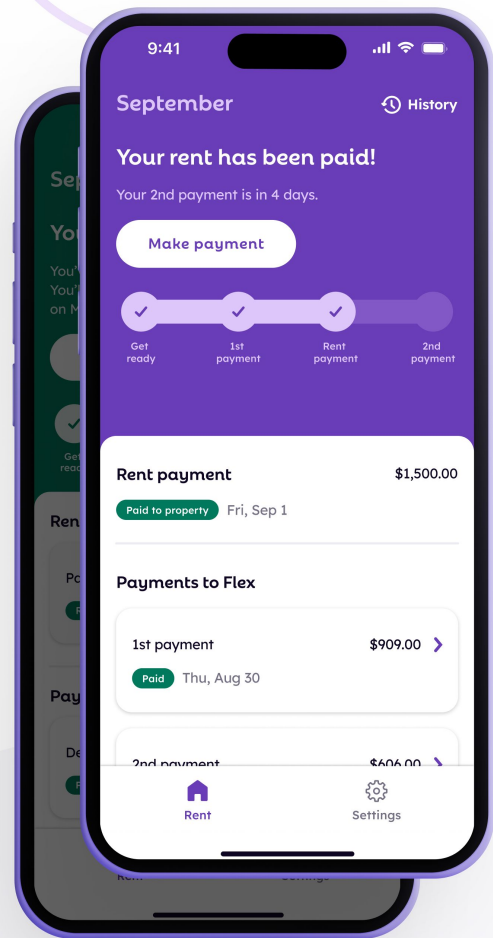 9:41
September
History
Your rent has been paid!
Your 2nd payment is in 4 days.
Make payment
Get
ready
1st
payment
Rent
payment
2nd
payment
Rent payment
$1,500.00
Paid to property
Fri, Sep 1
Payments to Flex
1st payment
$909.00
Paid
Thu, Aug 30
2nd payment
$606.00
Rent
Settings